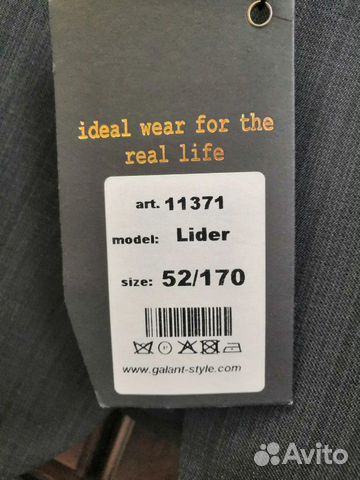 ideal wear for the
real life
art. 11371
model: Lider
size: 52/170
www.galant-style.com
Avito